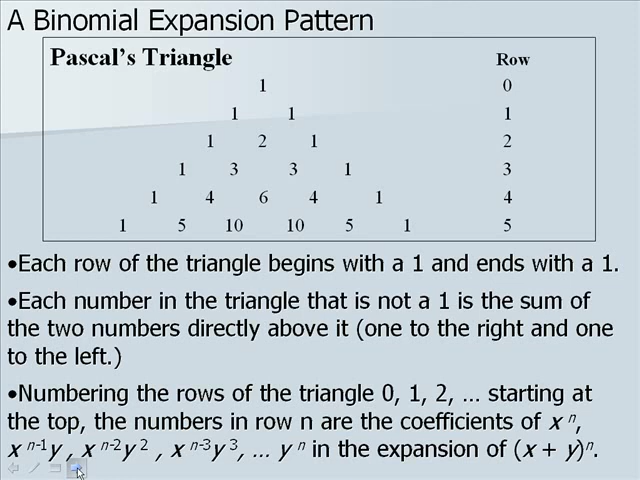 A Binomial Expansion Pattern
Pascal's Triangle Row
1 0
1 1 1
1 2 1 2
1 3 3 1 3
1 4 6 4 1 4
1 5 10 10 5 1 5
•Each row of the triangle begins with a 1 and ends with a 1.
•Each number in the triangle that is not a 1 is the sum of
the two numbers directly above it (one to the right and one
to the left.)
•Numbering the rows of the triangle 0, 1, 2, … starting at
the top, the numbers in row n are the coefficients of x ⁿ,
x ⁿ⁻¹y , x ⁿ⁻²y ² , x ⁿ⁻³y ³, … y ⁿ in the expansion of (x + y)ⁿ.